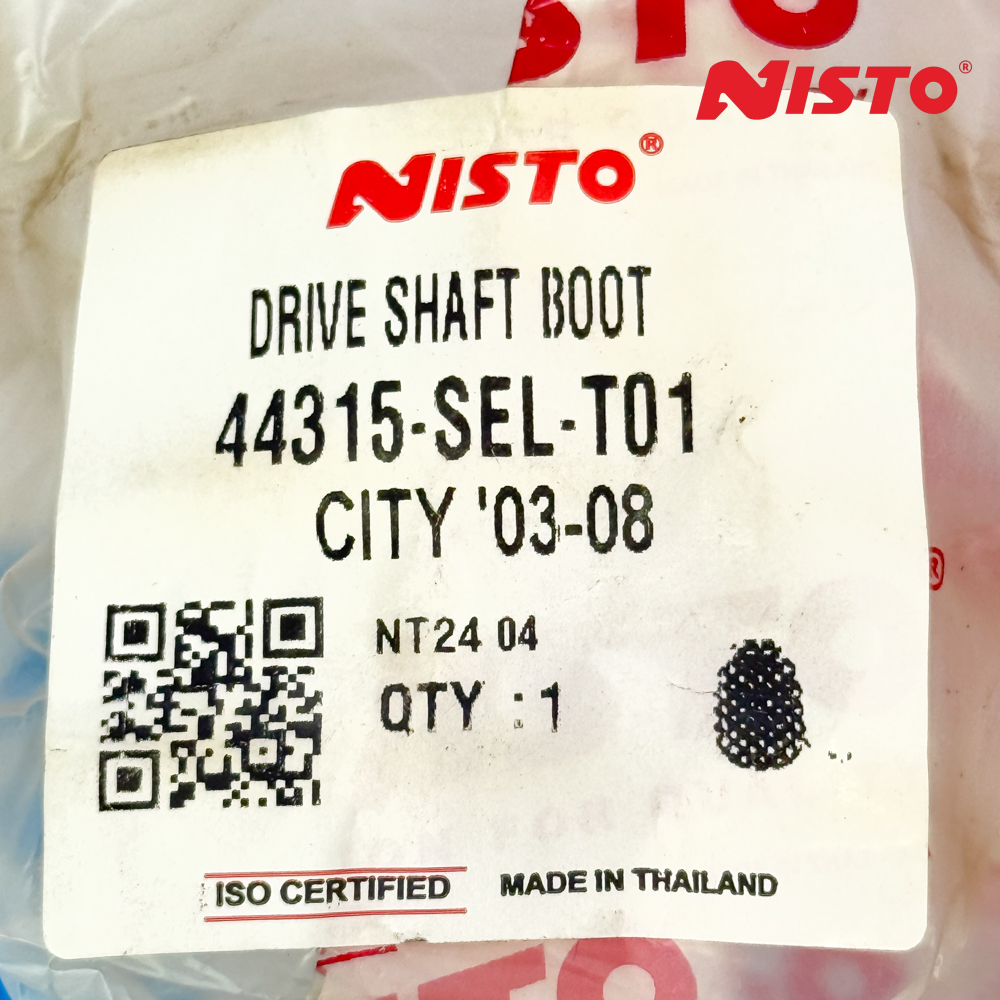 STO
NISTO®
NISTO®
DRIVE SHAFT BOOT
44315-SEL-T01
CITY '03-08
®
NT24 04
QTY : 1
ISO CERTIFIED
MADE IN THAILAND